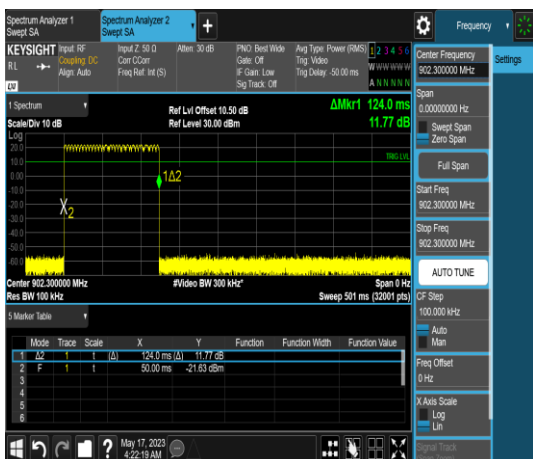 Spectrum Analyzer 1
Swept SA
Spectrum Analyzer 2
Swept SA
+
Frequency
KEYSIGHT
Input: RF
Input Z: 50 Ω
Atten: 30 dB
PNO: Best Wide
Avg Type: Power (RMS)
1 2 3 4 5 6
RL
Coupling: DC
Corr CCorr
Gate: Off
Trig: Video
W W W W W W
Align: Auto
Freq Ref: Int (S)
IF Gain: Low
Trig Delay: -50.00 ms
A N N N N N
Sig Track: Off
LXI
1 Spectrum
Ref Lvl Offset 10.50 dB
ΔMkr1 124.0 ms
Scale/Div 10 dB
Ref Level 30.00 dBm
11.77 dB
Log
20.0
10.0
TRIG LVL
0.00
1Δ2
-10.0
-20.0
X2
-30.0
-40.0
-50.0
-60.0
Center 902.300000 MHz
#Video BW 300 kHz*
Span 0 Hz
Res BW 100 kHz
Sweep 501 ms (32001 pts)
5 Marker Table
Mode Trace Scale X Y Function Function Width Function Value
1 Δ2 1 t (Δ) 124.0 ms (Δ) 11.77 dB
2 F 1 t 50.00 ms -21.63 dBm
3
4
5
6
May 17, 2023
4:22:19 AM
Center Frequency
902.300000 MHz
Settings
Span
0.00000000 Hz
Swept Span
Zero Span
Full Span
Start Freq
902.300000 MHz
Stop Freq
902.300000 MHz
AUTO TUNE
CF Step
100.000 kHz
Auto
Man
Freq Offset
0 Hz
X Axis Scale
Log
Lin
Signal Track